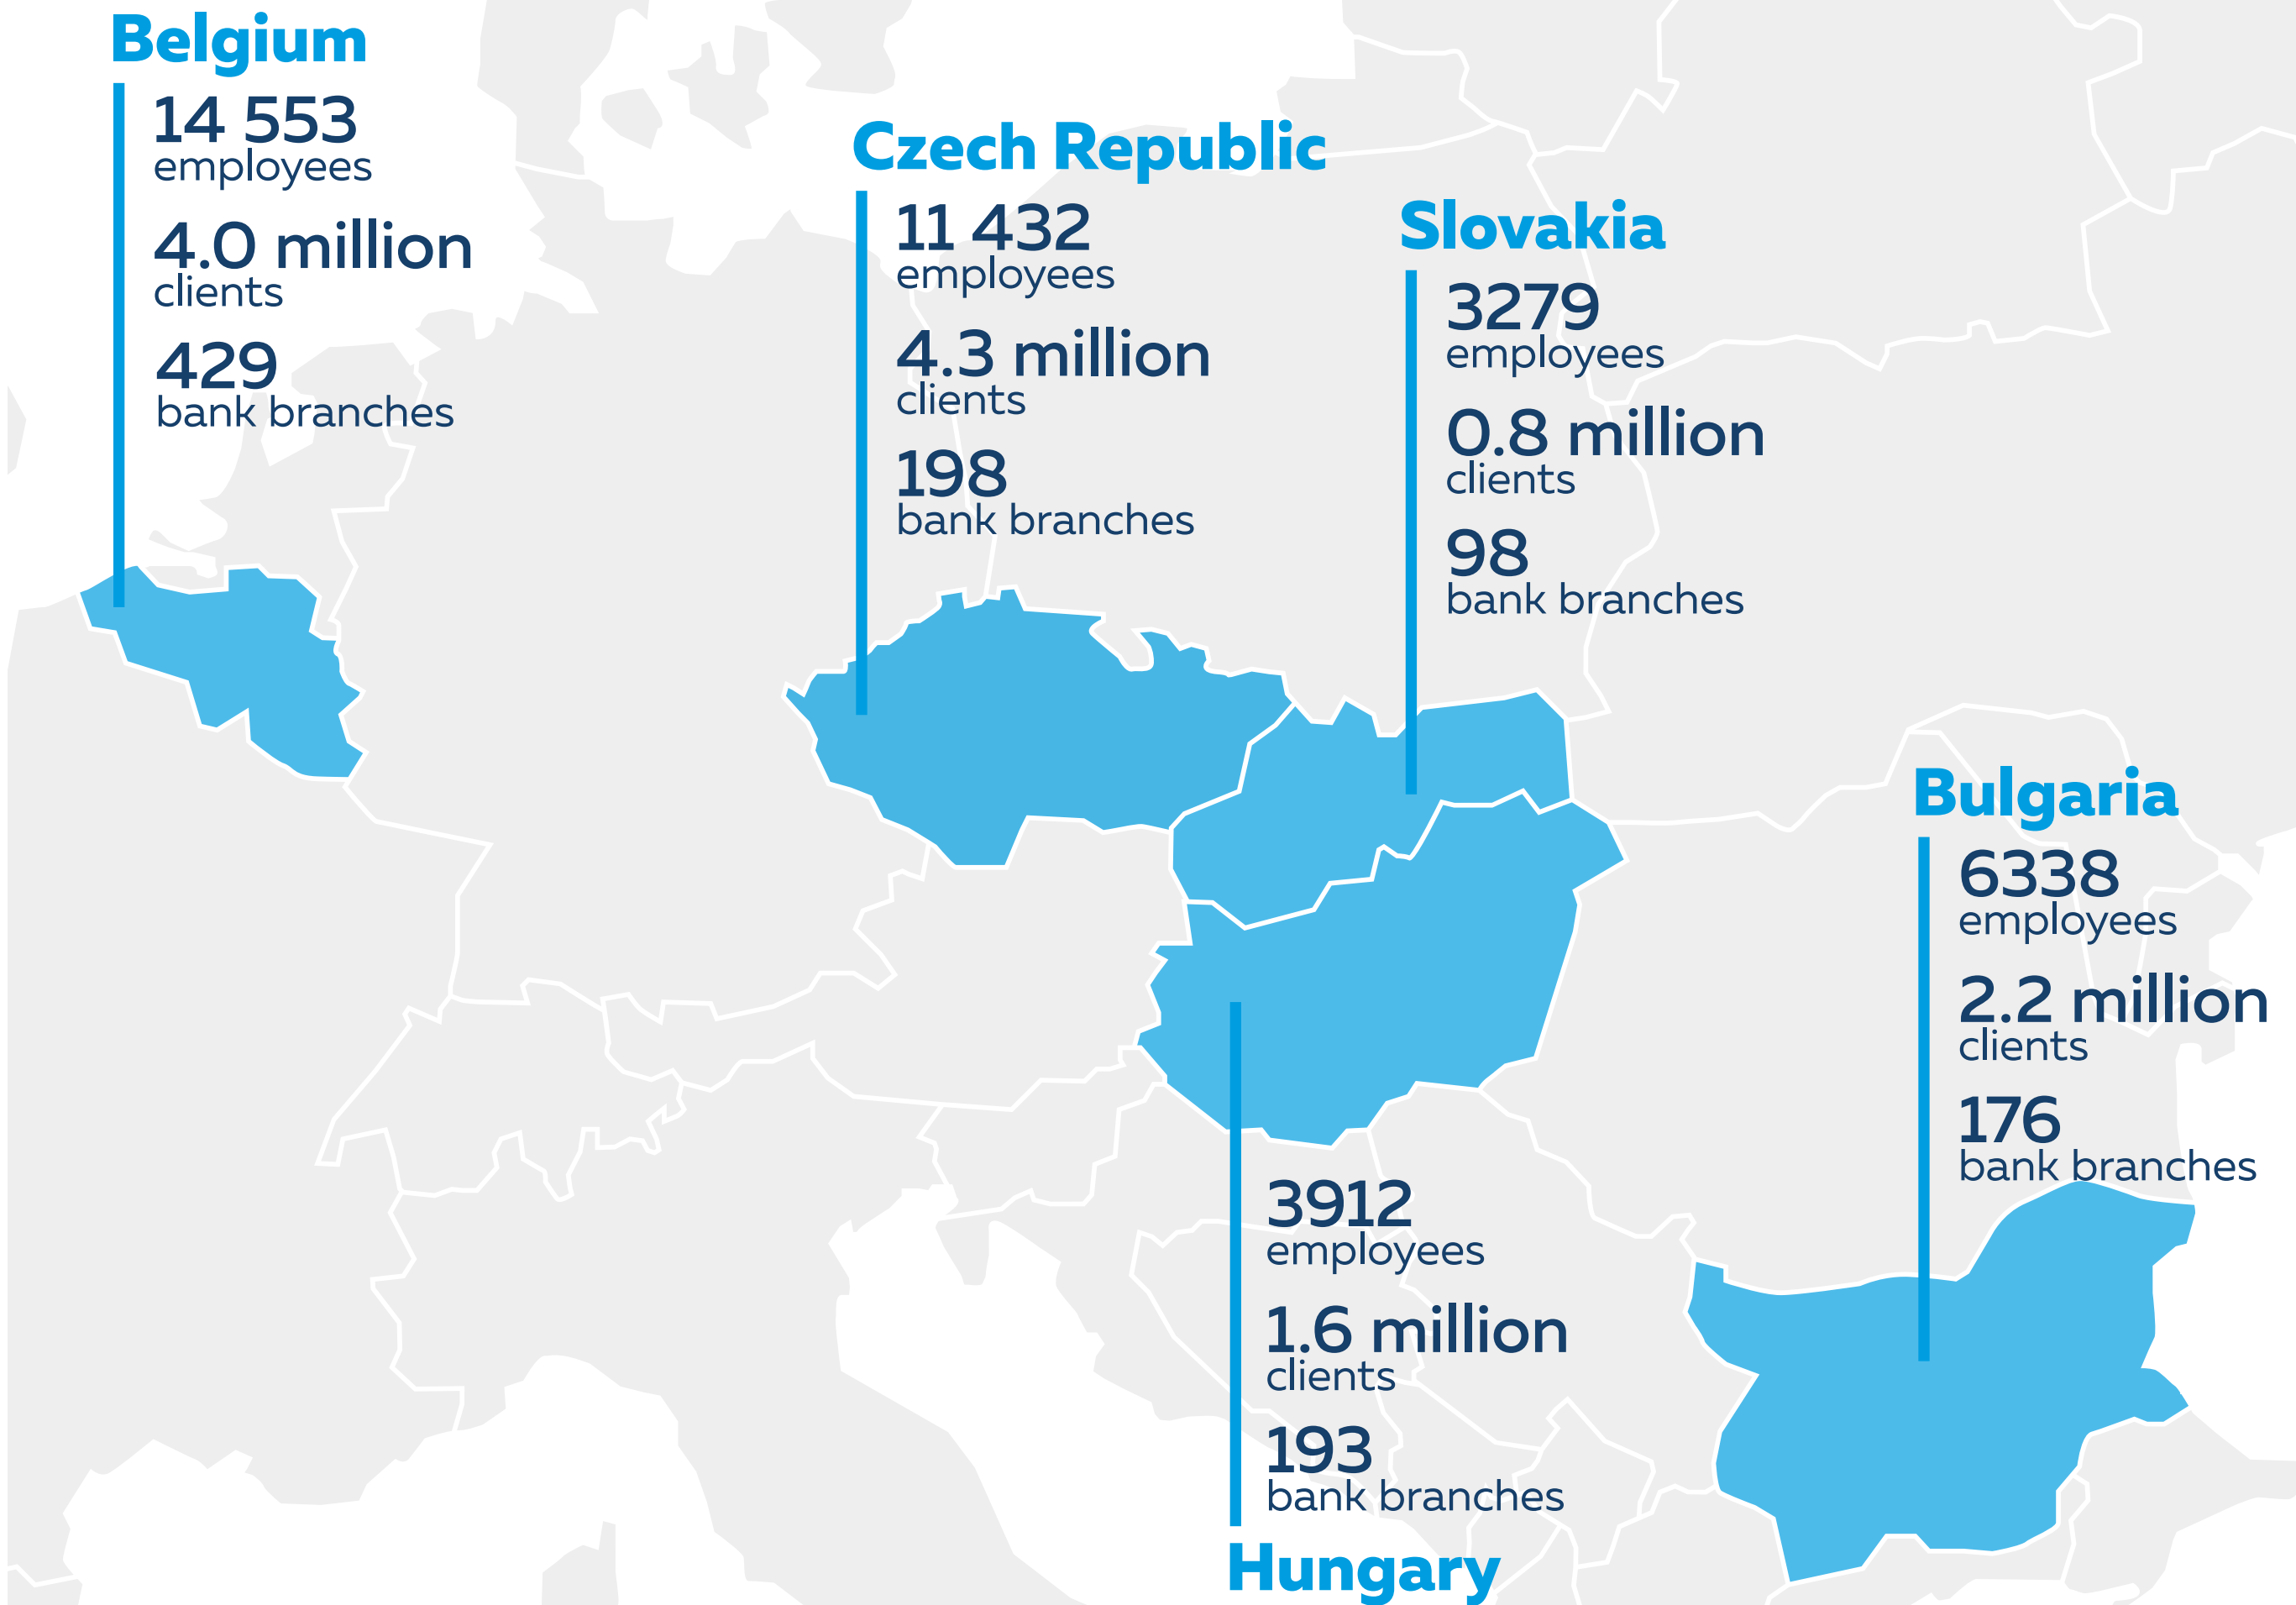 Belgium
14 553
employees
4.0 million
clients
429
bank branches
Czech Republic
11 432
employees
4.3 million
clients
198
bank branches
Slovakia
3279
employees
0.8 million
clients
98
bank branches
Bulgaria
6338
employees
2.2 million
clients
176
bank branches
3912
employees
1.6 million
clients
193
bank branches
Hungary